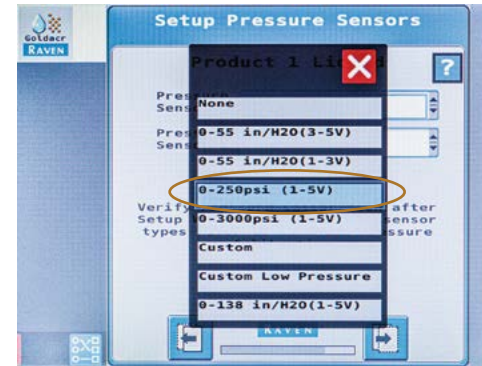 Setup Pressure Sensors
Goldacr
RAVEN
Product 1 Li d
?
Pressure
Sens
None
0-55 in/H2O(3-5V)
Pres
Sens
0-55 in/H2O(1-3V)
0-250psi (1-5V)
Verify after
Setup 0-3000psi (1-5V) sensor
types ssure
Custom
Custom Low Pressure
0-138 in/H2O(1-5V)
RAVEN